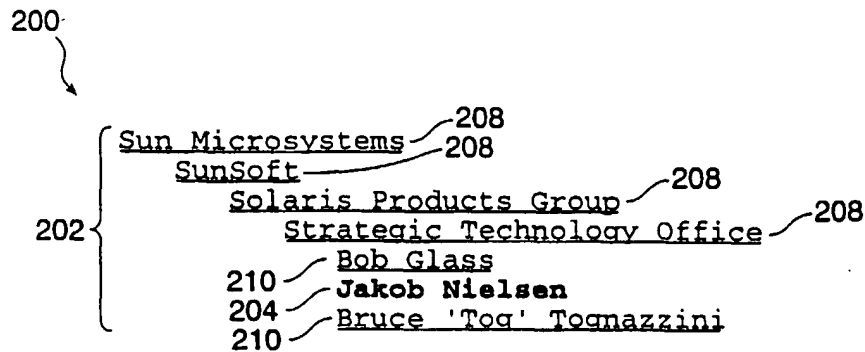 200
Sun Microsystems 208
SunSoft 208
Solaris Products Group 208
202 Strategic Technology Office 208
210 Bob Glass
204 Jakob Nielsen
210 Bruce 'Tog' Tognazzini